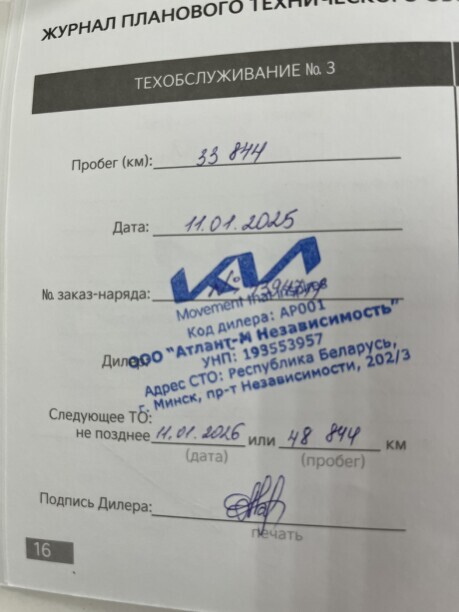 ЖУРНАЛ ПЛАНОВОГО ТЕХНИЧЕСКОГО
ТЕХОБСЛУЖИВАНИЕ №. 3
Пробег (км): 33 844
Дата: 11.01.2025
KIA
№. заказ-наряда:
Movement that inspires
Код дилера: AP001
Дилер:
ООО "Атлант-М Независимость"
УНП: 193553957
Адрес СТО: Республика Беларусь,
г. Минск, пр-т Независимости, 202/3
Следующее ТО:
не позднее 11.01.2026 или 48 844 км
(дата) (пробег)
Подпись Дилера:
печать
16